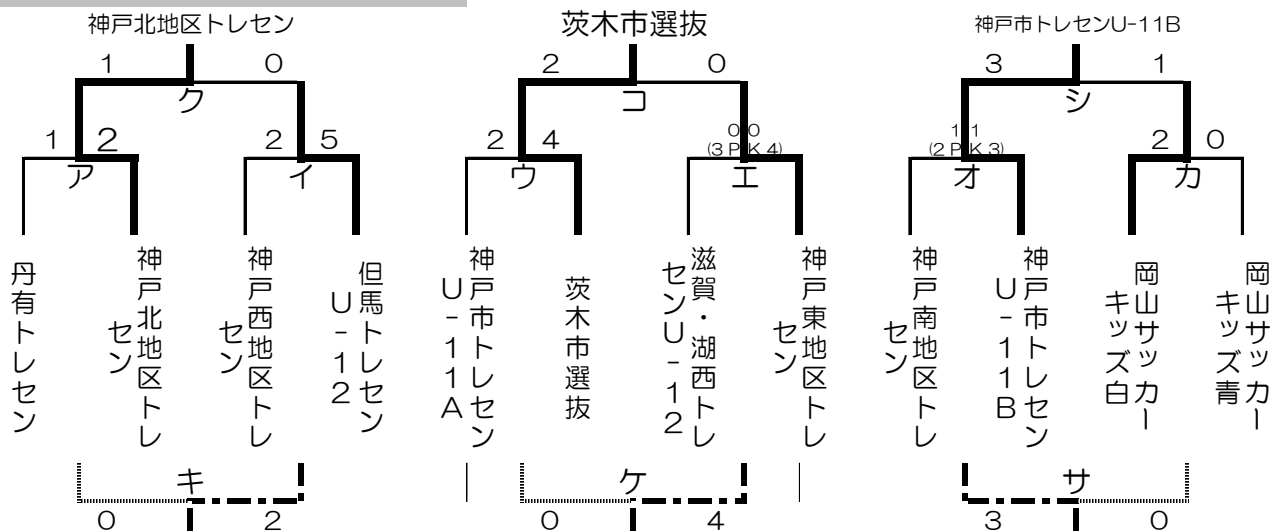 神戸北地区トレセン
茨木市選抜
神戸市トレセンU-11B
1 0
2 0
3 1
ク
コ
シ
1 2
2 5
2 4
0 0
(3 PK 4)
1 1
(2 PK 3)
2 0
ア
イ
ウ
エ
オ
カ
丹有トレセン
神戸北地区トレ
セン
神戸西地区トレ
セン
但馬トレセン
U-12
神戸市トレセン
U-11A
茨木市選抜
滋賀・湖西トレ
センU-12
神戸東地区トレ
セン
神戸南地区トレ
セン
神戸市トレセン
U-11B
岡山サッカー
キッズ白
岡山サッカー
キッズ青
キ
ケ
サ
0 2
0 4
3 0